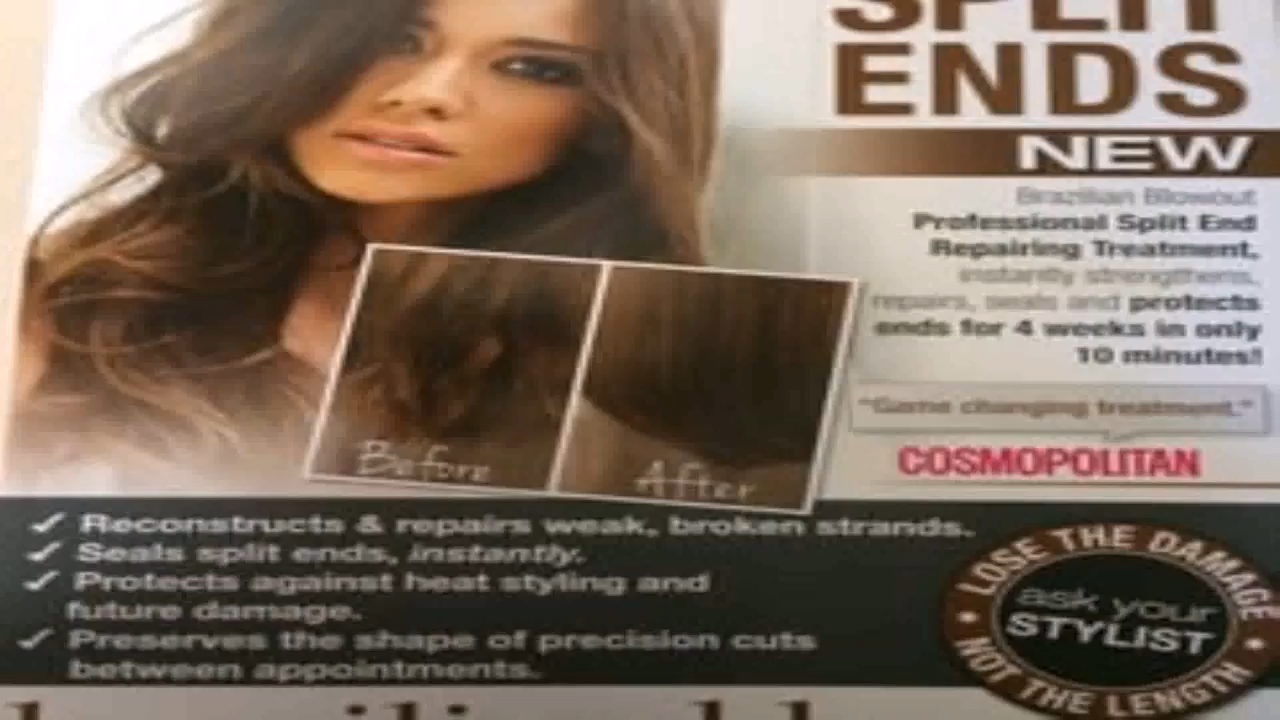 SPLIT
ENDS
NEW
Brazilian Blowout
Professional Split End
Repairing Treatment,
instantly strengthens,
repairs, seals and protects
ends for 4 weeks in only
10 minutes!
"Game changing treatment."
COSMOPOLITAN
Before
After
✓ Reconstructs & repairs weak, broken strands.
✓ Seals split ends, instantly.
✓ Protects against heat styling and
future damage.
✓ Preserves the shape of precision cuts
between appointments.
LOSE THE DAMAGE
ask your
STYLIST
NOT THE LENGTH